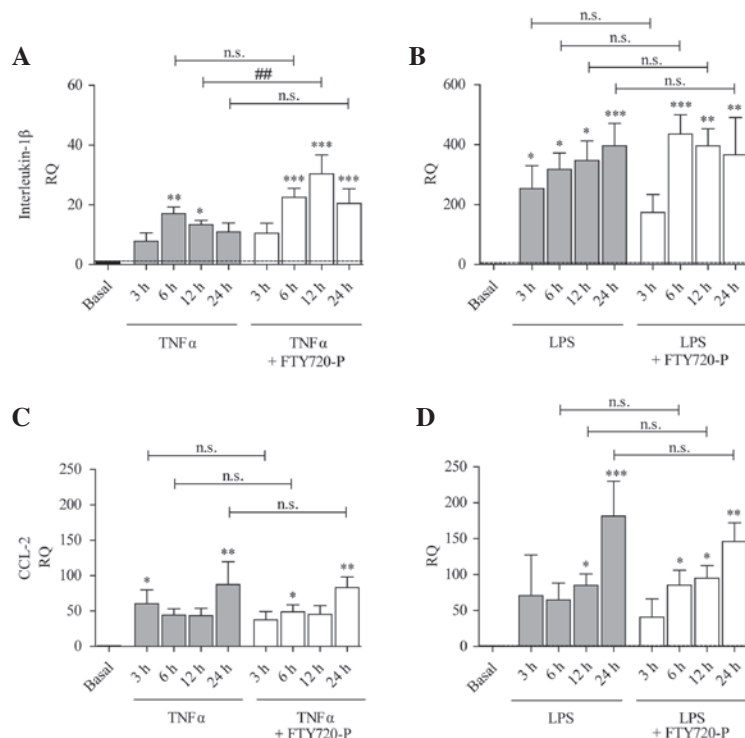 A
n.s.
##
n.s.
60
40
20
0
Interleukin-1β
RQ
**
*
***
***
***
Basal
3 h
6 h
12 h
24 h
3 h
6 h
12 h
24 h
TNFα
TNFα
+ FTY720-P
B
n.s.
n.s.
n.s.
n.s.
600
400
200
0
RQ
*
*
*
***
***
**
**
Basal
3 h
6 h
12 h
24 h
3 h
6 h
12 h
24 h
LPS
LPS
+ FTY720-P
C
n.s.
n.s.
n.s.
250
200
150
100
50
0
CCL-2
RQ
*
**
*
**
Basal
3 h
6 h
12 h
24 h
3 h
6 h
12 h
24 h
TNFα
TNFα
+ FTY720-P
D
n.s.
n.s.
n.s.
250
200
150
100
50
0
RQ
*
***
*
*
**
Basal
3 h
6 h
12 h
24 h
3 h
6 h
12 h
24 h
LPS
LPS
+ FTY720-P